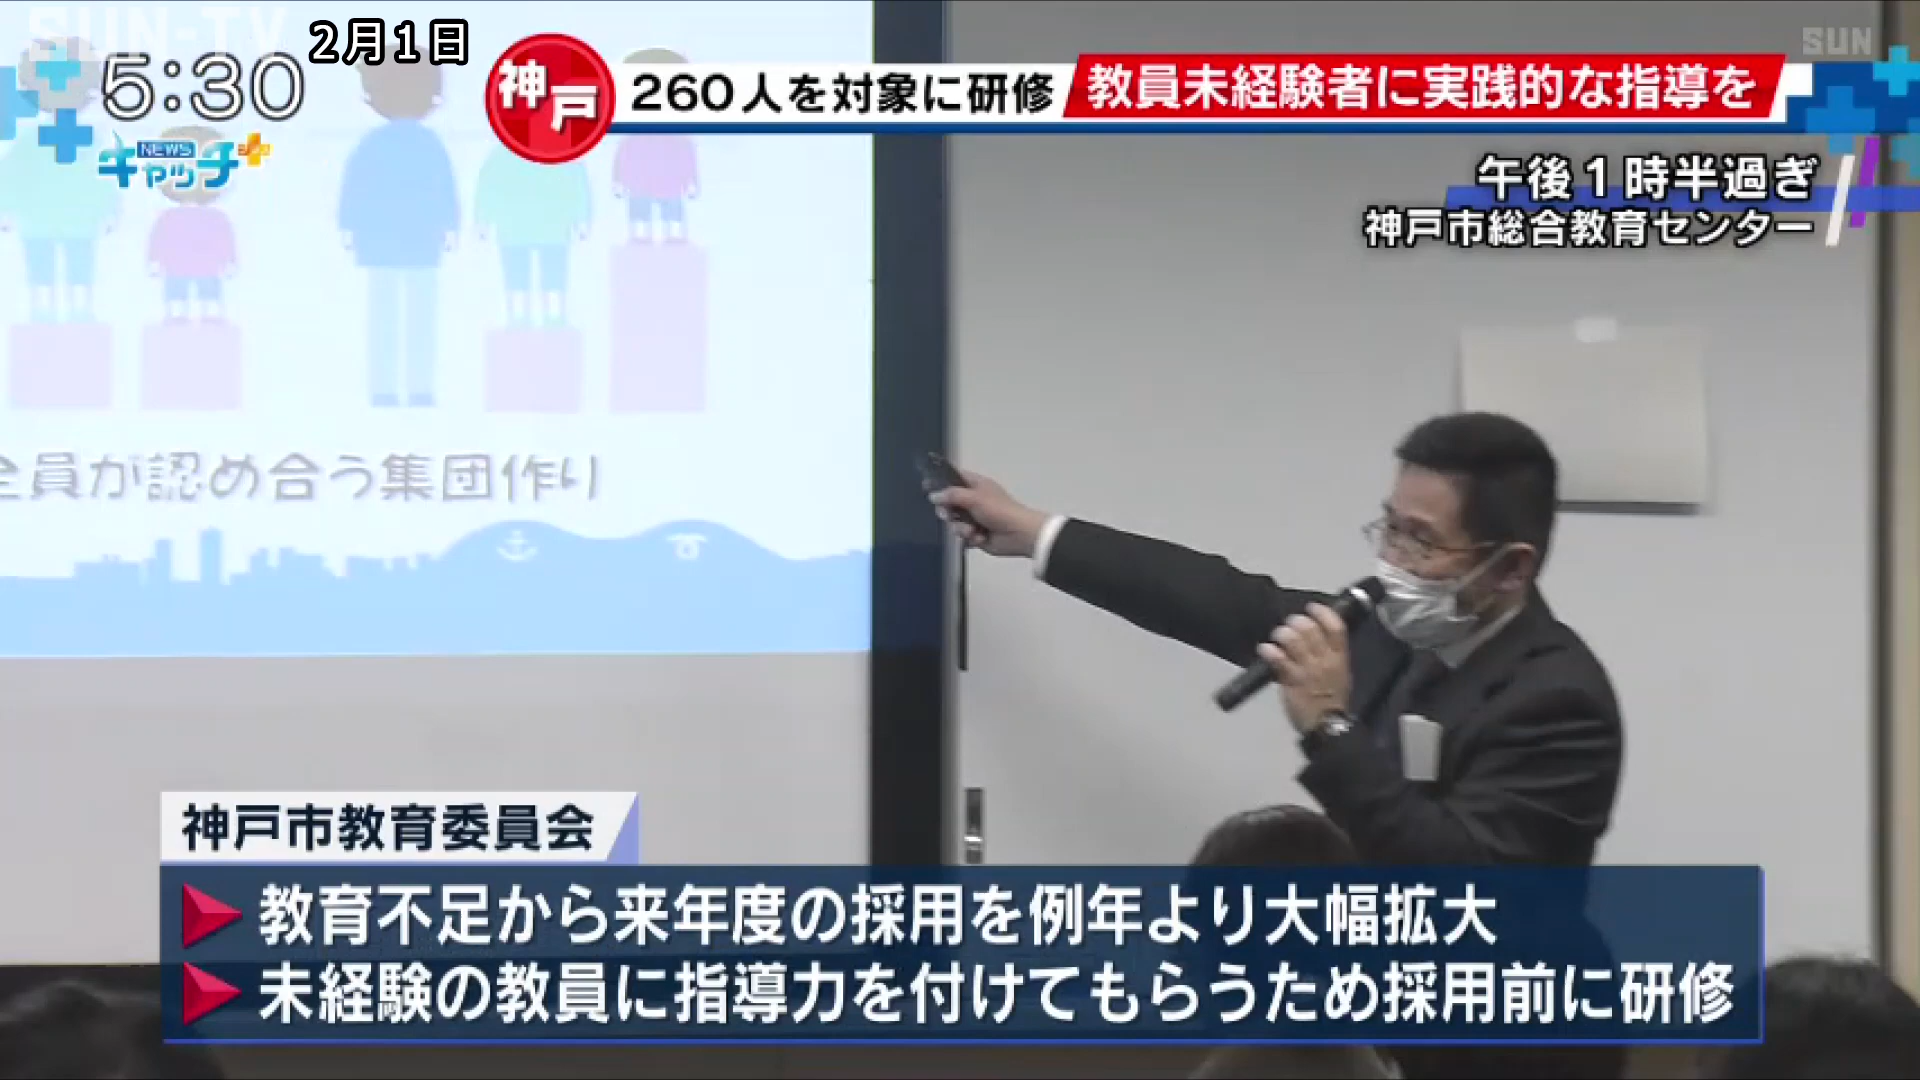 SUN-TV
5:30
2月1日
NEWS
キャッチ+
神戸
260人を対象に研修
教員未経験者に実践的な指導を
SUN
午後1時半過ぎ
神戸市総合教育センター
全員が認め合う集団作り
神戸市教育委員会
教育不足から来年度の採用を例年より大幅拡大
未経験の教員に指導力を付けてもらうため採用前に研修